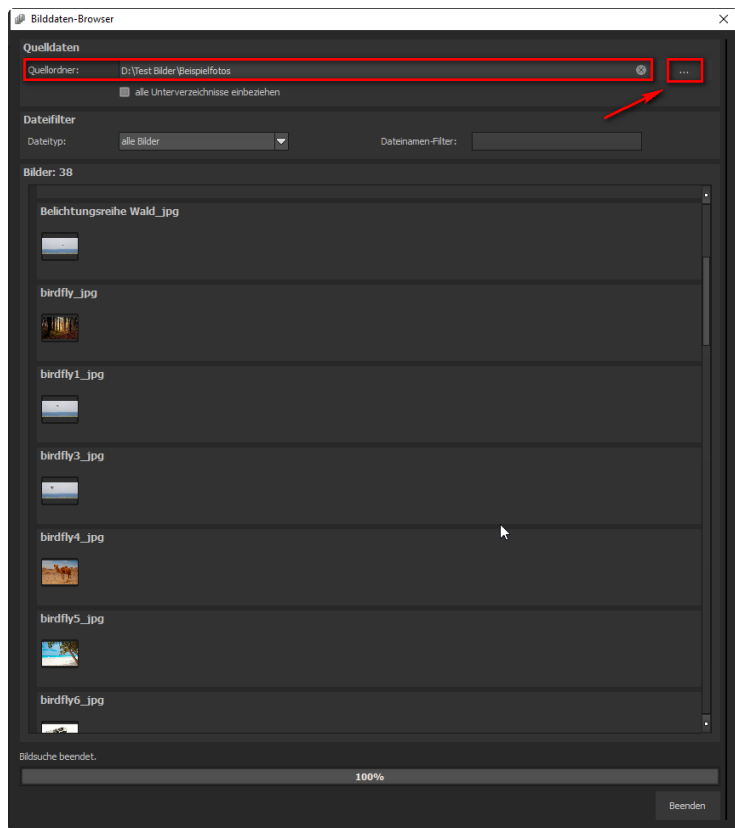 Bilddaten-Browser
Quelldaten
Quellordner: D:\Test Bilder\Beispielfotos ...
alle Unterverzeichnisse einbeziehen
Dateifilter
Dateityp: alle Bilder Dateinamen-Filter:
Bilder: 38
Belichtungsreihe Wald_jpg
birdfly_jpg
birdfly1_jpg
birdfly3_jpg
birdfly4_jpg
birdfly5_jpg
birdfly6_jpg
Bildsuche beendet.
100%
Beenden